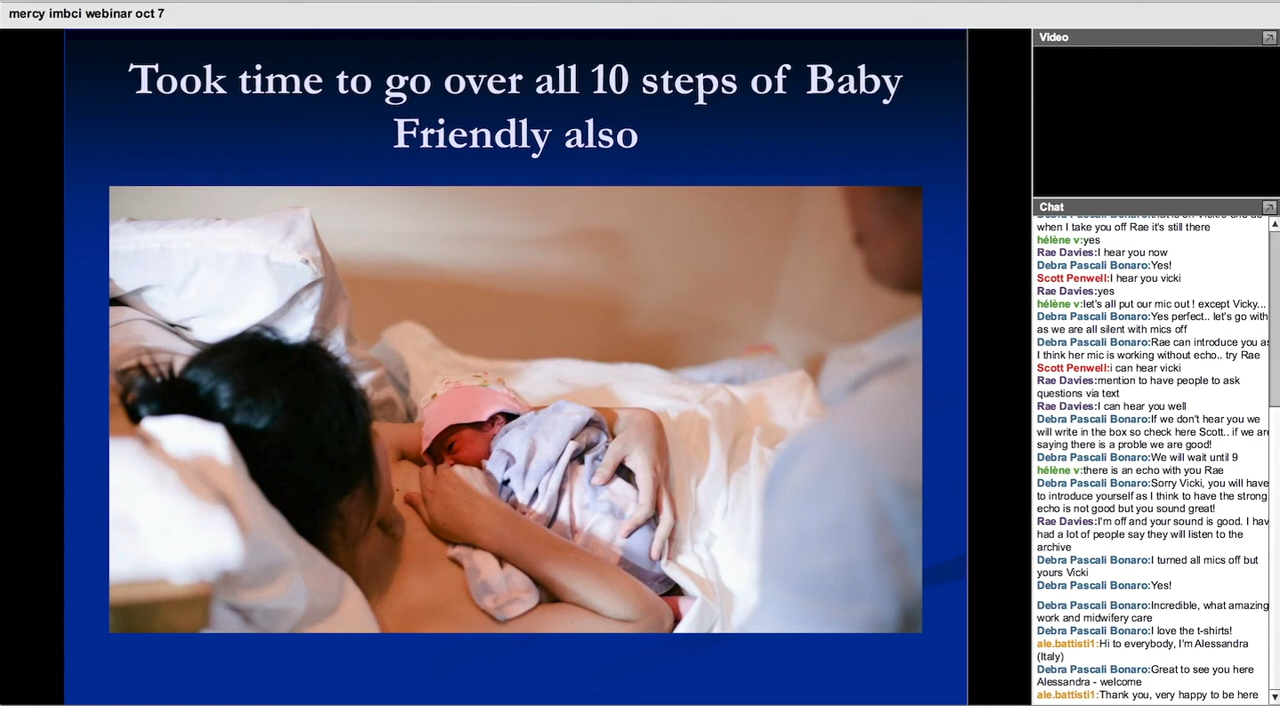 mercy imbci webinar oct 7
Took time to go over all 10 steps of Baby
Friendly also
Video
Chat
when I take you off Rae it's still there
hélène v:yes
Rae Davies:I hear you now
Debra Pascali Bonaro:Yes!
Scott Penwell:I hear you vicki
Rae Davies:yes
hélène v:let's all put our mic out ! except Vicky...
Debra Pascali Bonaro:Yes perfect.. let's go with
as we are all silent with mics off
Debra Pascali Bonaro:Rae can introduce you as
I think her mic is working without echo.. try Rae
Scott Penwell:i can hear vicki
Rae Davies:mention to have people to ask
questions via text
Rae Davies:I can hear you well
Debra Pascali Bonaro:If we don't hear you we
will write in the box so check here Scott.. if we are
saying there is a proble we are good!
Debra Pascali Bonaro:We will wait until 9
hélène v:there is an echo with you Rae
Debra Pascali Bonaro:Sorry Vicki, you will have
to introduce yourself as I think to have the strong
echo is not good but you sound great!
Rae Davies:I'm off and your sound is good. I hav
had a lot of people say they will listen to the
archive
Debra Pascali Bonaro:I turned all mics off but
yours Vicki
Debra Pascali Bonaro:Yes!
Debra Pascali Bonaro:Incredible, what amazing
work and midwifery care
Debra Pascali Bonaro:I love the t-shirts!
ale.battisti1:Hi to everybody, I'm Alessandra
(Italy)
Debra Pascali Bonaro:Great to see you here
Alessandra - welcome
ale.battisti1:Thank you, very happy to be here